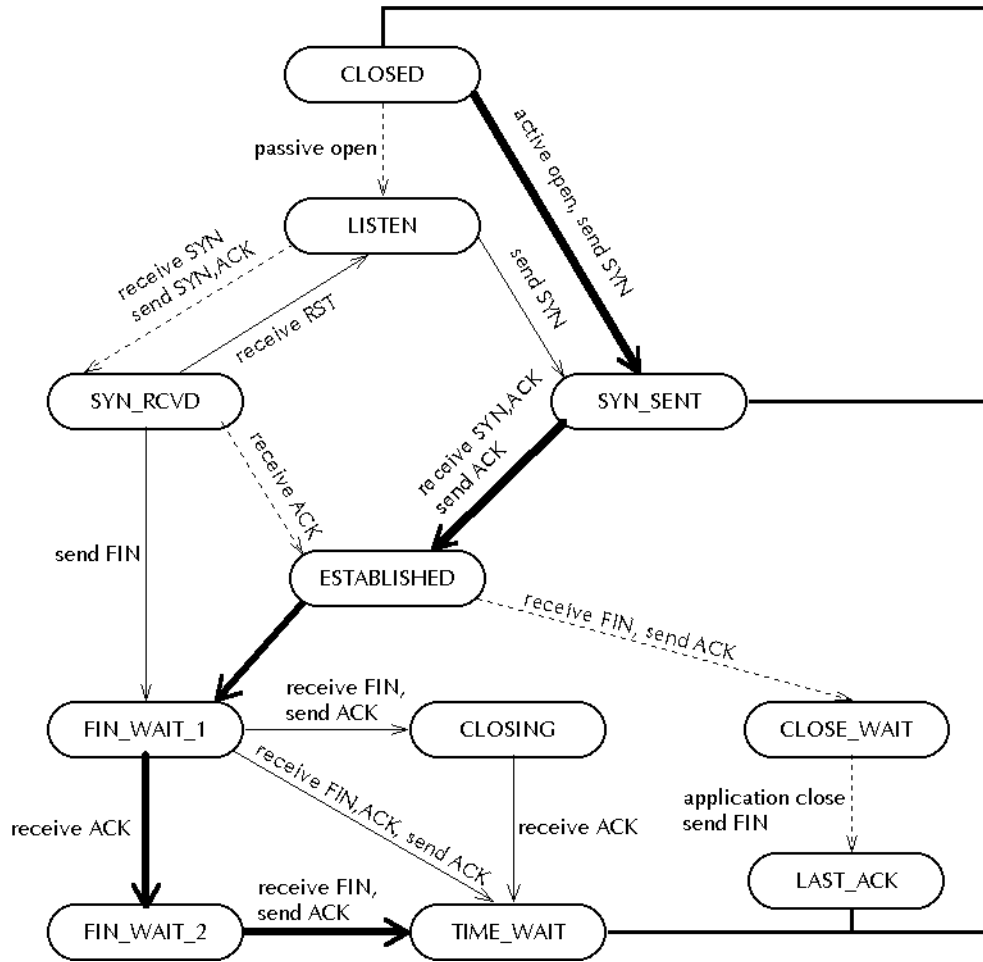 CLOSED
passive open
active open, send SYN
LISTEN
receive SYN
send SYN,ACK
receive RST
send SYN
SYN_RCVD
SYN_SENT
receive SYN,ACK
send ACK
receive ACK
send FIN
ESTABLISHED
receive FIN, send ACK
FIN_WAIT_1
receive FIN,
send ACK
CLOSING
CLOSE_WAIT
receive FIN,ACK, send ACK
receive ACK
receive ACK
application close
send FIN
LAST_ACK
FIN_WAIT_2
receive FIN,
send ACK
TIME_WAIT